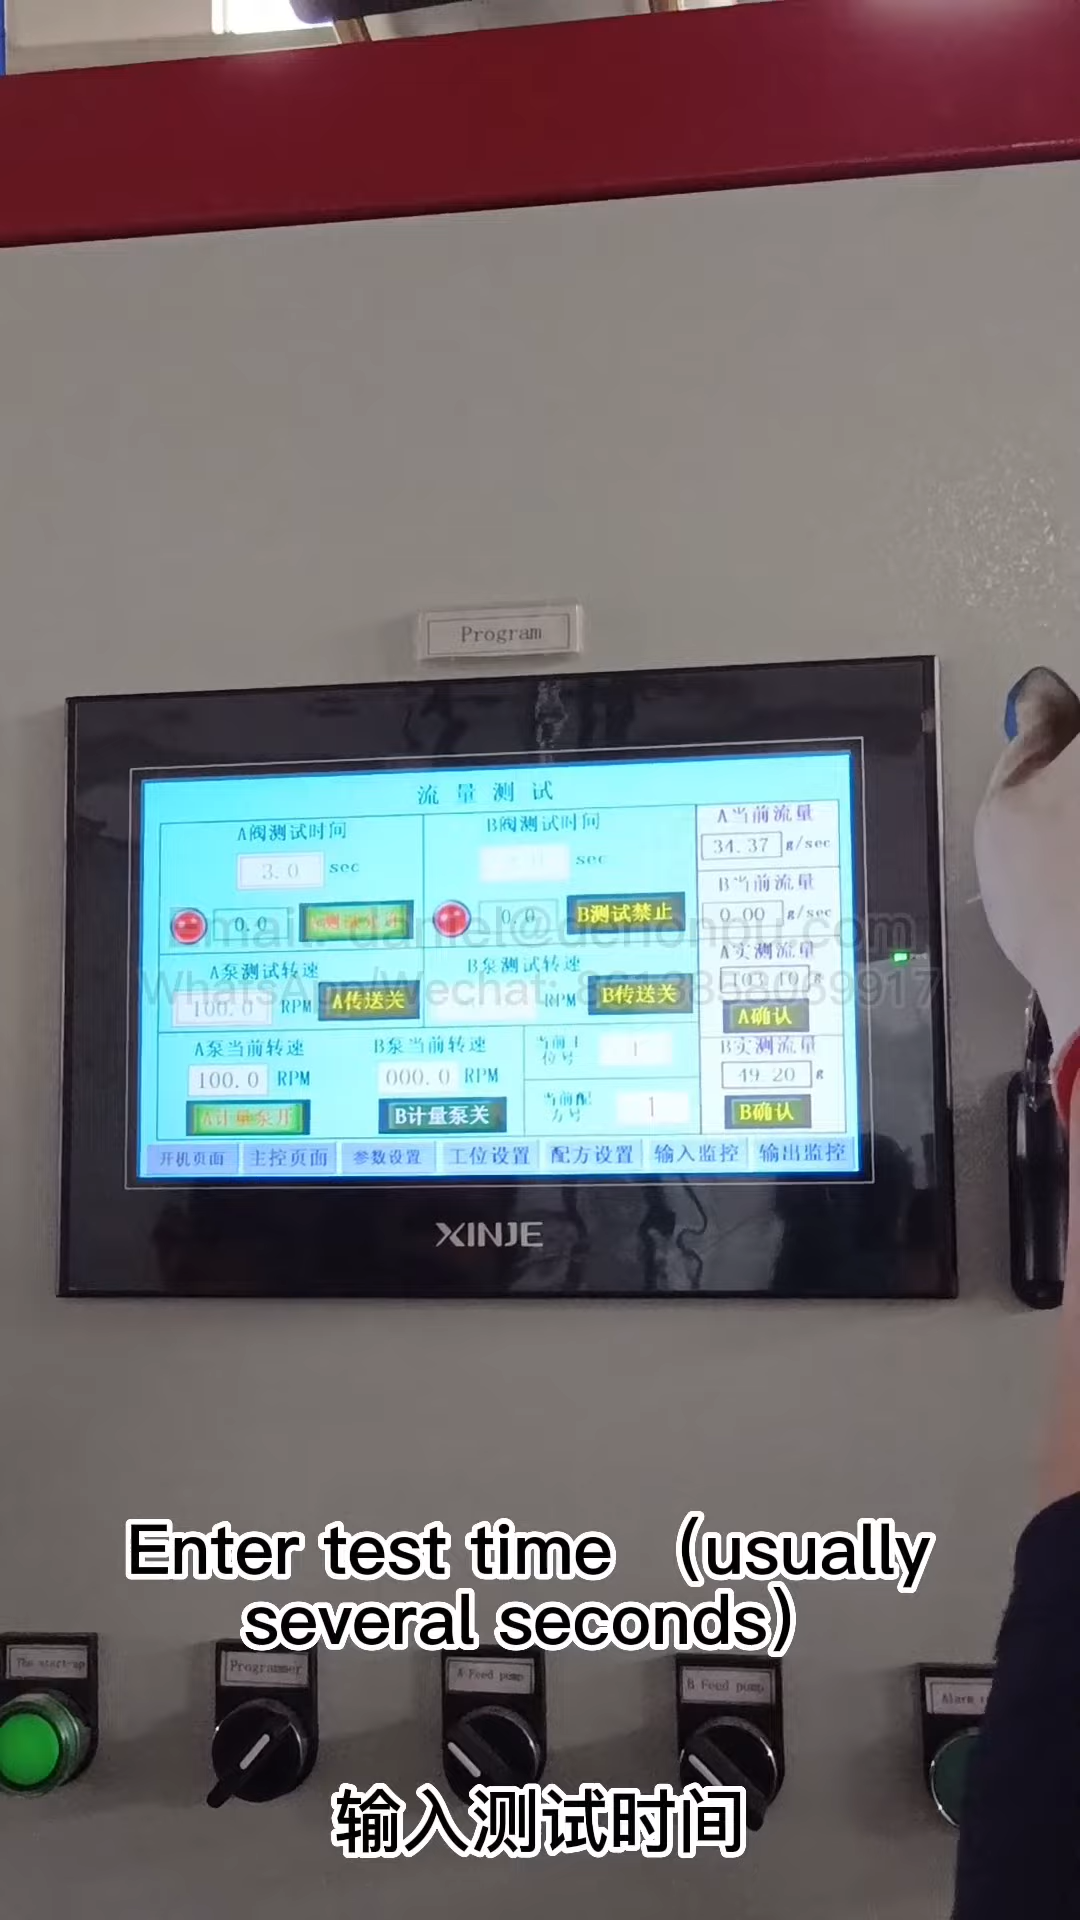 Program
流量测试
A阀测试时间
3.0 sec
B阀测试时间
sec
0.0
0.0
B测试禁止
A泵测试转速
100.0 RPM
A传送关
B泵测试转速
RPM
B传送关
A泵当前转速
100.0 RPM
A计量泵开
B泵当前转速
000.0 RPM
B计量泵关
当前工
位号
1
当前配
方号
1
A当前流量
34.37 g/sec
B当前流量
0.00 g/sec
A实测流量
103.10 g
A确认
B实测流量
49.20 g
B确认
开机页面 主控页面 参数设置 工位设置 配方设置 输入监控 输出监控
Email: daniel@dehonpu.com
WhatsApp/Wechat:
XINJE
Enter test time （usually
several seconds）
The start-up
Programmer
A Feed pump
B Feed pump
Alarm
输入测试时间